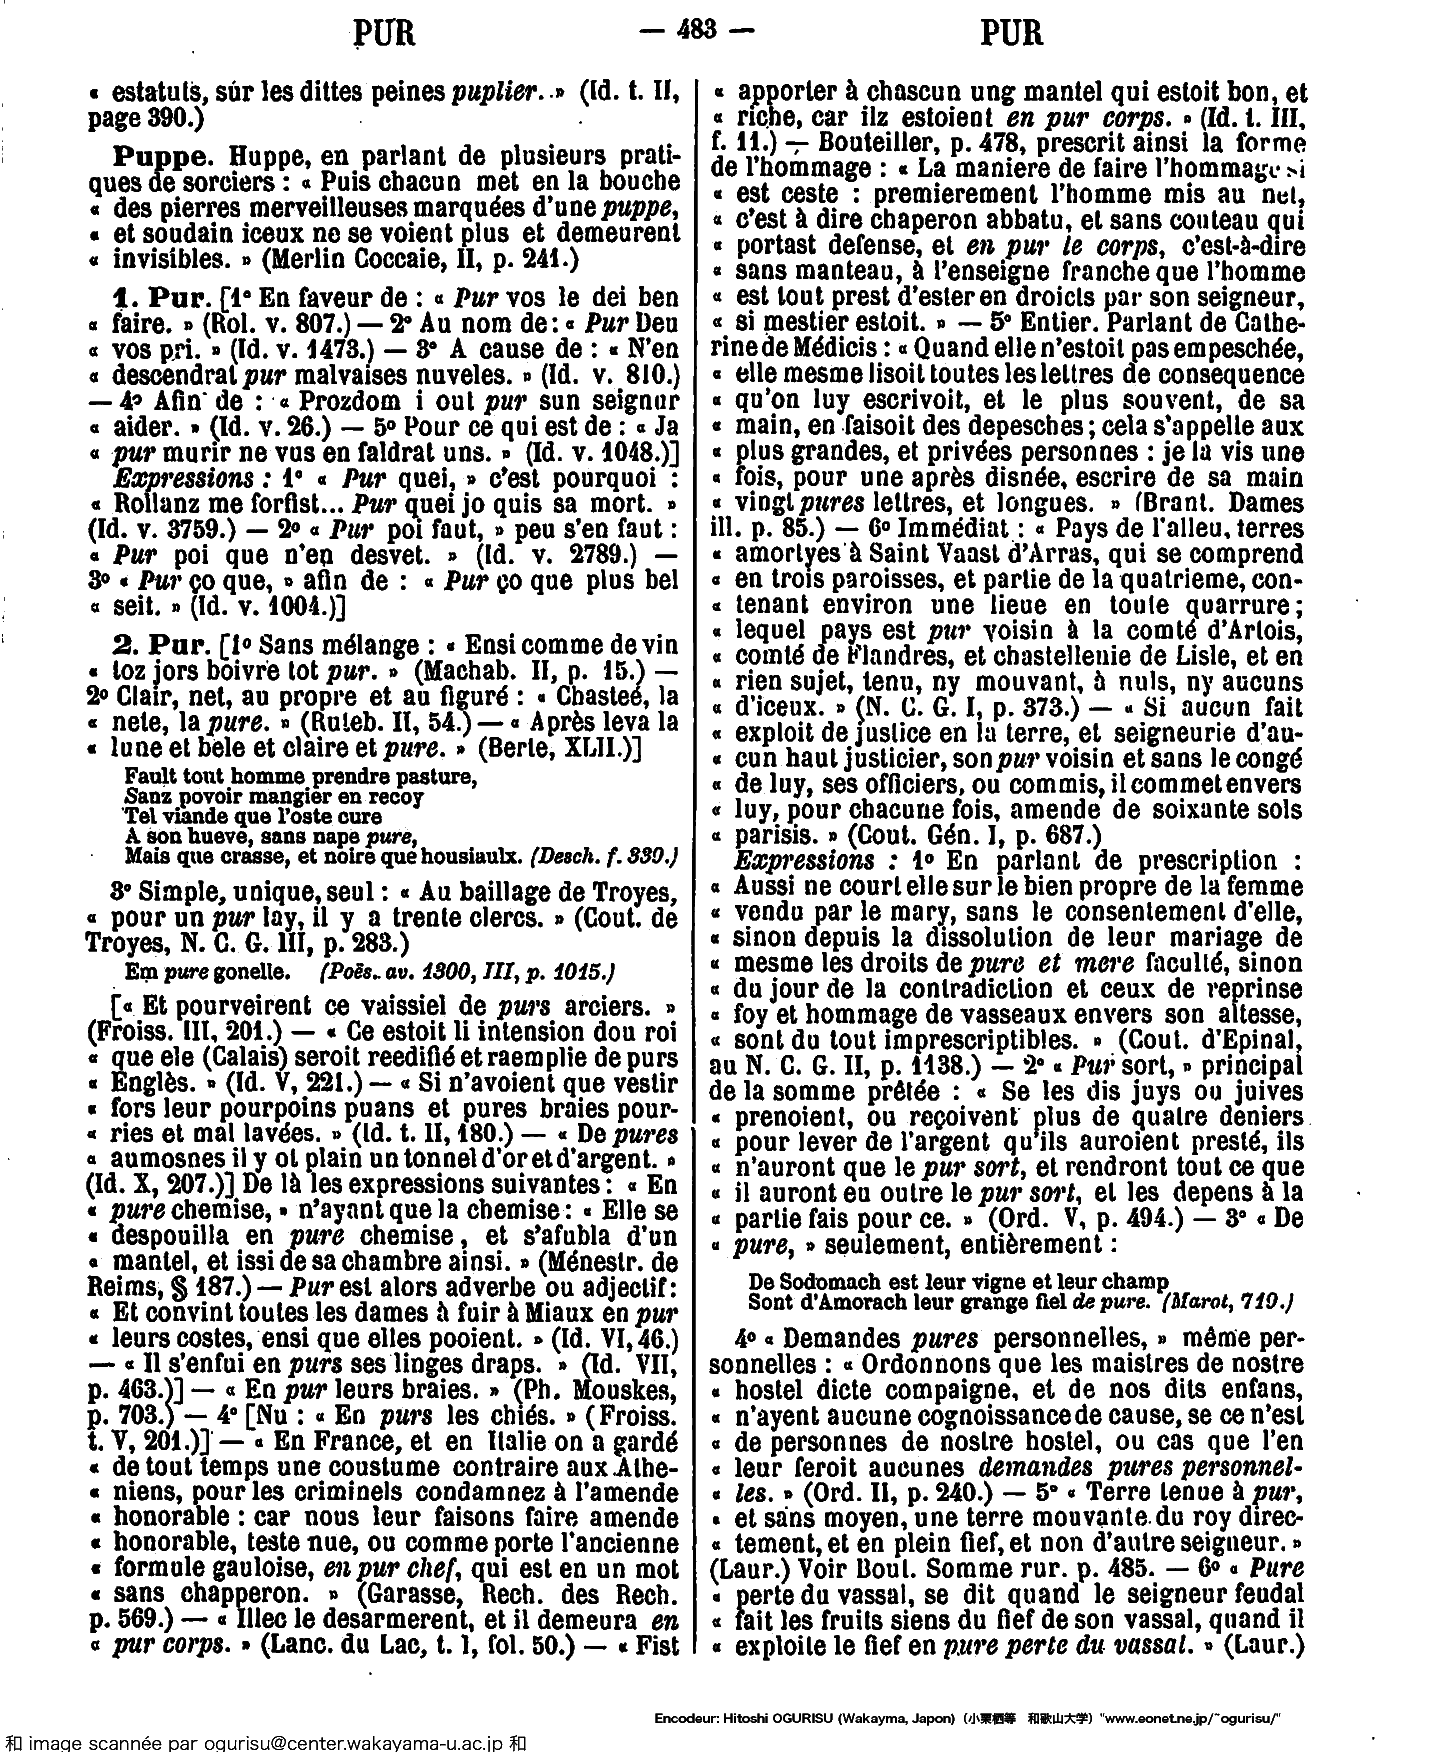 PUR — 483 — PUR
« estatuts, sur les dittes peines puplier. » (Id. t. II,
page 390.)
Puppe. Huppe, en parlant de plusieurs prati-
ques de sorciers : « Puis chacun met en la bouche
« des pierres merveilleuses marquées d'une puppe,
« et soudain iceux ne se voient plus et demeurent
« invisibles. » (Merlin Coccaie, II, p. 241.)
1. Pur. [1° En faveur de : « Pur vos le dei ben
« faire. » (Rol. v. 807.) — 2° Au nom de : « Pur Deu
« vos pri. » (Id. v. 1473.) — 3° A cause de : « N'en
« descendrat pur malvaises nuveles. » (Id. v. 810.)
— 4° Afin de : « Prozdom i out pur sun seignur
« aider. » (Id. v. 26.) — 5° Pour ce qui est de : « Ja
« pur murir ne vus en faldrat uns. » (Id. v. 1048.)]
Expressions : 1° « Pur quei, » c'est pourquoi :
« Rollanz me forfist... Pur quei jo quis sa mort. »
(Id. v. 3759.) — 2° « Pur poi faut, » peu s'en faut :
« Pur poi que n'en desvet. » (Id. v. 2789.) —
3° « Pur ço que, » afin de : « Pur ço que plus bel
« seit. » (Id. v. 1004.)]
2. Pur. [1° Sans mélange : « Ensi comme de vin
« toz jors boivre tot pur. » (Machab. II, p. 15.) —
2° Clair, net, au propre et au figuré : « Chasteé, la
« nete, la pure. » (Ruteb. II, 54.) — « Après leva la
« lune et bele et claire et pure. » (Berte, XLII.)]
Fault tout homme prendre pasture,
Sanz povoir mangier en recoy
Tel viande que l'oste cure
A son hueve, sans nape pure,
Mais que crasse, et noire que housiaulx. (Desch. f. 330.)
3° Simple, unique, seul : « Au baillage de Troyes,
« pour un pur lay, il y a trente clercs. » (Cout. de
Troyes, N. C. G. III, p. 283.)
Em pure gonelle. (Poës. av. 1300, III, p. 1015.)
[« Et pourveirent ce vaissiel de purs arciers. »
(Froiss. III, 201.) — « Ce estoit li intension dou roi
« que ele (Calais) seroit reedifié et raemplie de purs
« Englès. » (Id. V, 221.) — « Si n'avoient que vestir
« fors leur pourpoins puans et pures braies pour-
« ries et mal lavées. » (Id. t. II, 180.) — « De pures
« aumosnes il y ot plain un tonnel d'or et d'argent. »
(Id. X, 207.)] De là les expressions suivantes : « En
« pure chemise, » n'ayant que la chemise : « Elle se
« despouilla en pure chemise, et s'afubla d'un
« mantel, et issi de sa chambre ainsi. » (Ménestr. de
Reims, § 187.) — Pur est alors adverbe ou adjectif :
« Et convint toutes les dames à fuir à Miaux en pur
« leurs costes, ensi que elles pooient. » (Id. VI, 46.)
— « Il s'enfui en purs ses linges draps. » (Id. VII,
p. 463.)] — « En pur leurs braies. » (Ph. Mouskes,
p. 703.) — 4° [Nu : « En purs les chiés. » (Froiss.
t. V, 201.)] — « En France, et en Italie on a gardé
« de tout temps une coustume contraire aux Athe-
« niens, pour les criminels condamnez à l'amende
« honorable : car nous leur faisons faire amende
« honorable, teste nue, ou comme porte l'ancienne
« formule gauloise, en pur chef, qui est en un mot
« sans chapperon. » (Garasse, Rech. des Rech.
p. 569.) — « Illec le desarmerent, et il demeura en
« pur corps. » (Lanc. du Lac, t. I, fol. 50.) — « Fist
« apporter à chascun ung mantel qui estoit bon, et
« riche, car ilz estoient en pur corps. » (Id. t. III,
f. 11.) — Bouteiller, p. 478, prescrit ainsi la forme
de l'hommage : « La maniere de faire l'hommage si
« est ceste : premierement l'homme mis au net,
« c'est à dire chaperon abbatu, et sans couteau qui
« portast defense, et en pur le corps, c'est-à-dire
« sans manteau, à l'enseigne franche que l'homme
« est tout prest d'ester en droicts par son seigneur,
« si mestier estoit. » — 5° Entier. Parlant de Cathe-
rine de Médicis : « Quand elle n'estoit pas empeschée,
« elle mesme lisoit toutes les lettres de consequence
« qu'on luy escrivoit, et le plus souvent, de sa
« main, en faisoit des depesches ; cela s'appelle aux
« plus grandes, et privées personnes : je la vis une
« fois, pour une après disnée, escrire de sa main
« vingt pures lettres, et longues. » (Brant. Dames
ill. p. 85.) — 6° Immédiat : « Pays de l'alleu, terres
« amortyes à Saint Vaast d'Arras, qui se comprend
« en trois paroisses, et partie de la quatrieme, con-
« tenant environ une lieue en toute quarrure ;
« lequel pays est pur voisin à la comté d'Artois,
« comté de Flandres, et chastellenie de Lisle, et en
« rien sujet, tenu, ny mouvant, à nuls, ny aucuns
« d'iceux. » (N. C. G. I, p. 373.) — « Si aucun fait
« exploit de justice en la terre, et seigneurie d'au-
« cun haut justicier, son pur voisin et sans le congé
« de luy, ses officiers, ou commis, il commet envers
« luy, pour chacune fois, amende de soixante sols
« parisis. » (Cout. Gén. I, p. 687.)
Expressions : 1° En parlant de prescription :
« Aussi ne court elle sur le bien propre de la femme
« vendu par le mary, sans le consentement d'elle,
« sinon depuis la dissolution de leur mariage de
« mesme les droits de pure et mere faculté, sinon
« du jour de la contradiction et ceux de reprinse
« foy et hommage de vasseaux envers son altesse,
« sont du tout imprescriptibles. » (Cout. d'Epinal,
au N. C. G. II, p. 1138.) — 2° « Pur sort, » principal
de la somme prêtée : « Se les dis juys ou juives
« prenoient, ou reçoivent plus de quatre deniers
« pour lever de l'argent qu'ils auroient presté, ils
« n'auront que le pur sort, et rendront tout ce que
« il auront eu outre le pur sort, et les depens à la
« partie fais pour ce. » (Ord. V, p. 494.) — 3° « De
« pure, » seulement, entièrement :
De Sodomach est leur vigne et leur champ
Sont d'Amorach leur grange fiel de pure. (Marot, 719.)
4° « Demandes pures personnelles, » même per-
sonnelles : « Ordonnons que les maistres de nostre
« hostel dicte compaigne, et de nos dits enfans,
« n'ayent aucune cognoissance de cause, se ce n'est
« de personnes de nostre hostel, ou cas que l'en
« leur feroit aucunes demandes pures personnel-
« les. » (Ord. II, p. 240.) — 5° « Terre tenue à pur,
« et sans moyen, une terre mouvante du roy direc-
« tement, et en plein fief, et non d'autre seigneur. »
(Laur.) Voir Bout. Somme rur. p. 485. — 6° « Pure
« perte du vassal, se dit quand le seigneur feudal
« fait les fruits siens du fief de son vassal, quand il
« exploite le fief en pure perte du vassal. » (Laur.)
Encodeur: Hitoshi OGURISU (Wakayma, Japon) (小栗栖等 和歌山大学) "www.eonet.ne.jp/~ogurisu/"
和 image scannée par ogurisu@center.wakayama-u.ac.jp 和